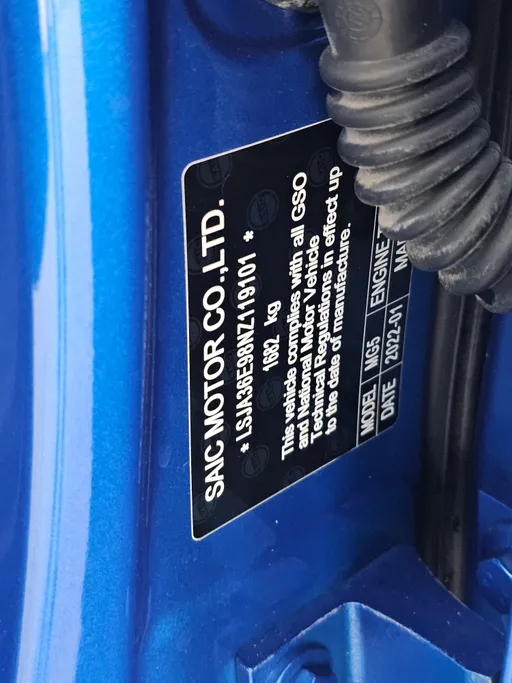 SAIC MOTOR CO.,LTD.
* LSJA36E98NZ119101 *
1682 kg
This vehicle complies with all GSO
and National Motor Vehicle
Technical Regulations in effect up
to the date of manufacture.
MODEL MG5 ENGINE
DATE 2022-01